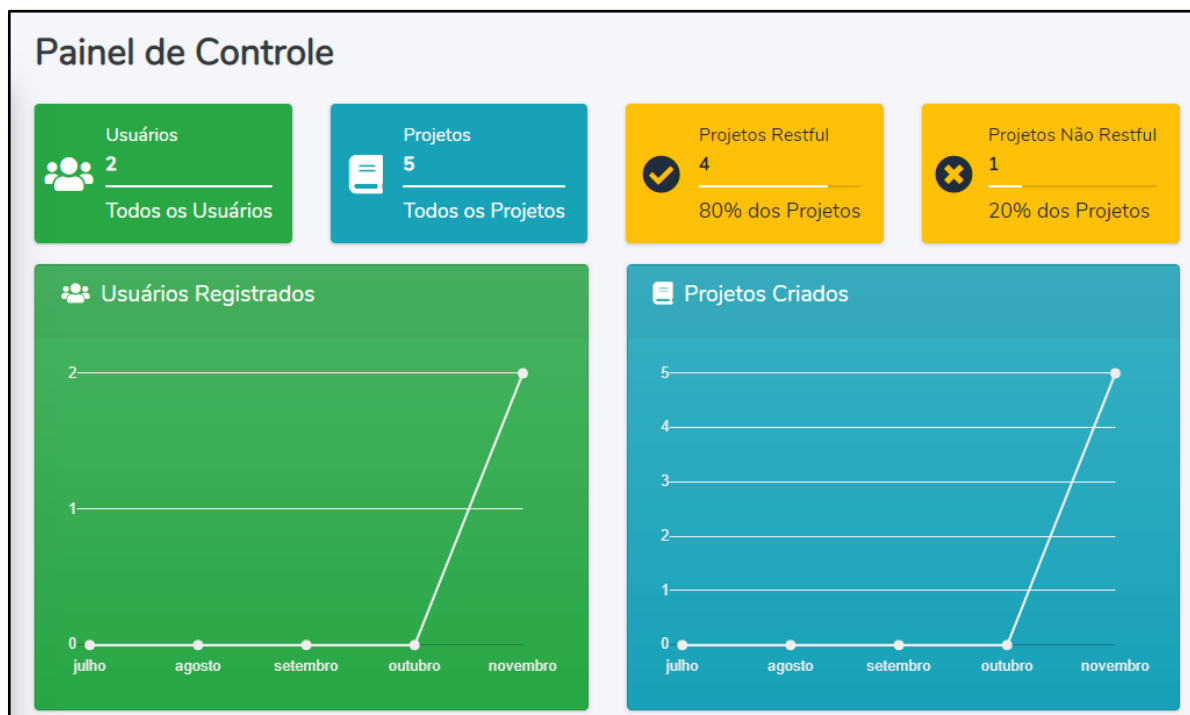 Painel de Controle
Usuários
2
Todos os Usuários
Projetos
5
Todos os Projetos
Projetos Restful
4
80% dos Projetos
Projetos Não Restful
1
20% dos Projetos
Usuários Registrados
2
1
0
julho agosto setembro outubro novembro
Projetos Criados
5
4
3
2
1
0
julho agosto setembro outubro novembro